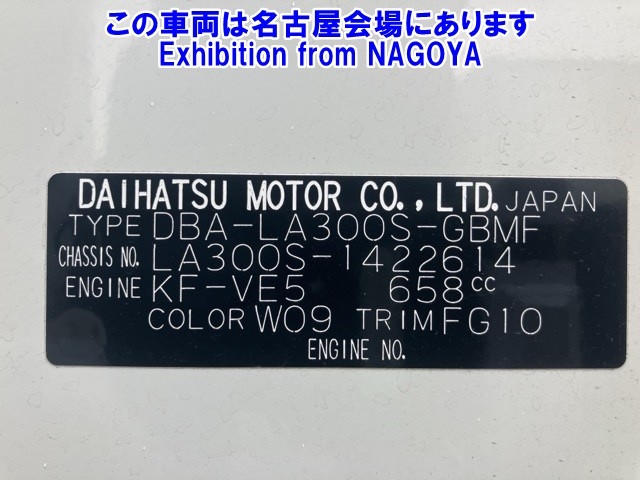 この車両は名古屋会場にあります
Exhibition from NAGOYA
DAIHATSU MOTOR CO., LTD. JAPAN
TYPE DBA-LA300S-GBMF
CHASSIS NO. LA300S-1422614
ENGINE KF-VE5 658cc
COLOR W09 TRIM FG10
ENGINE NO.